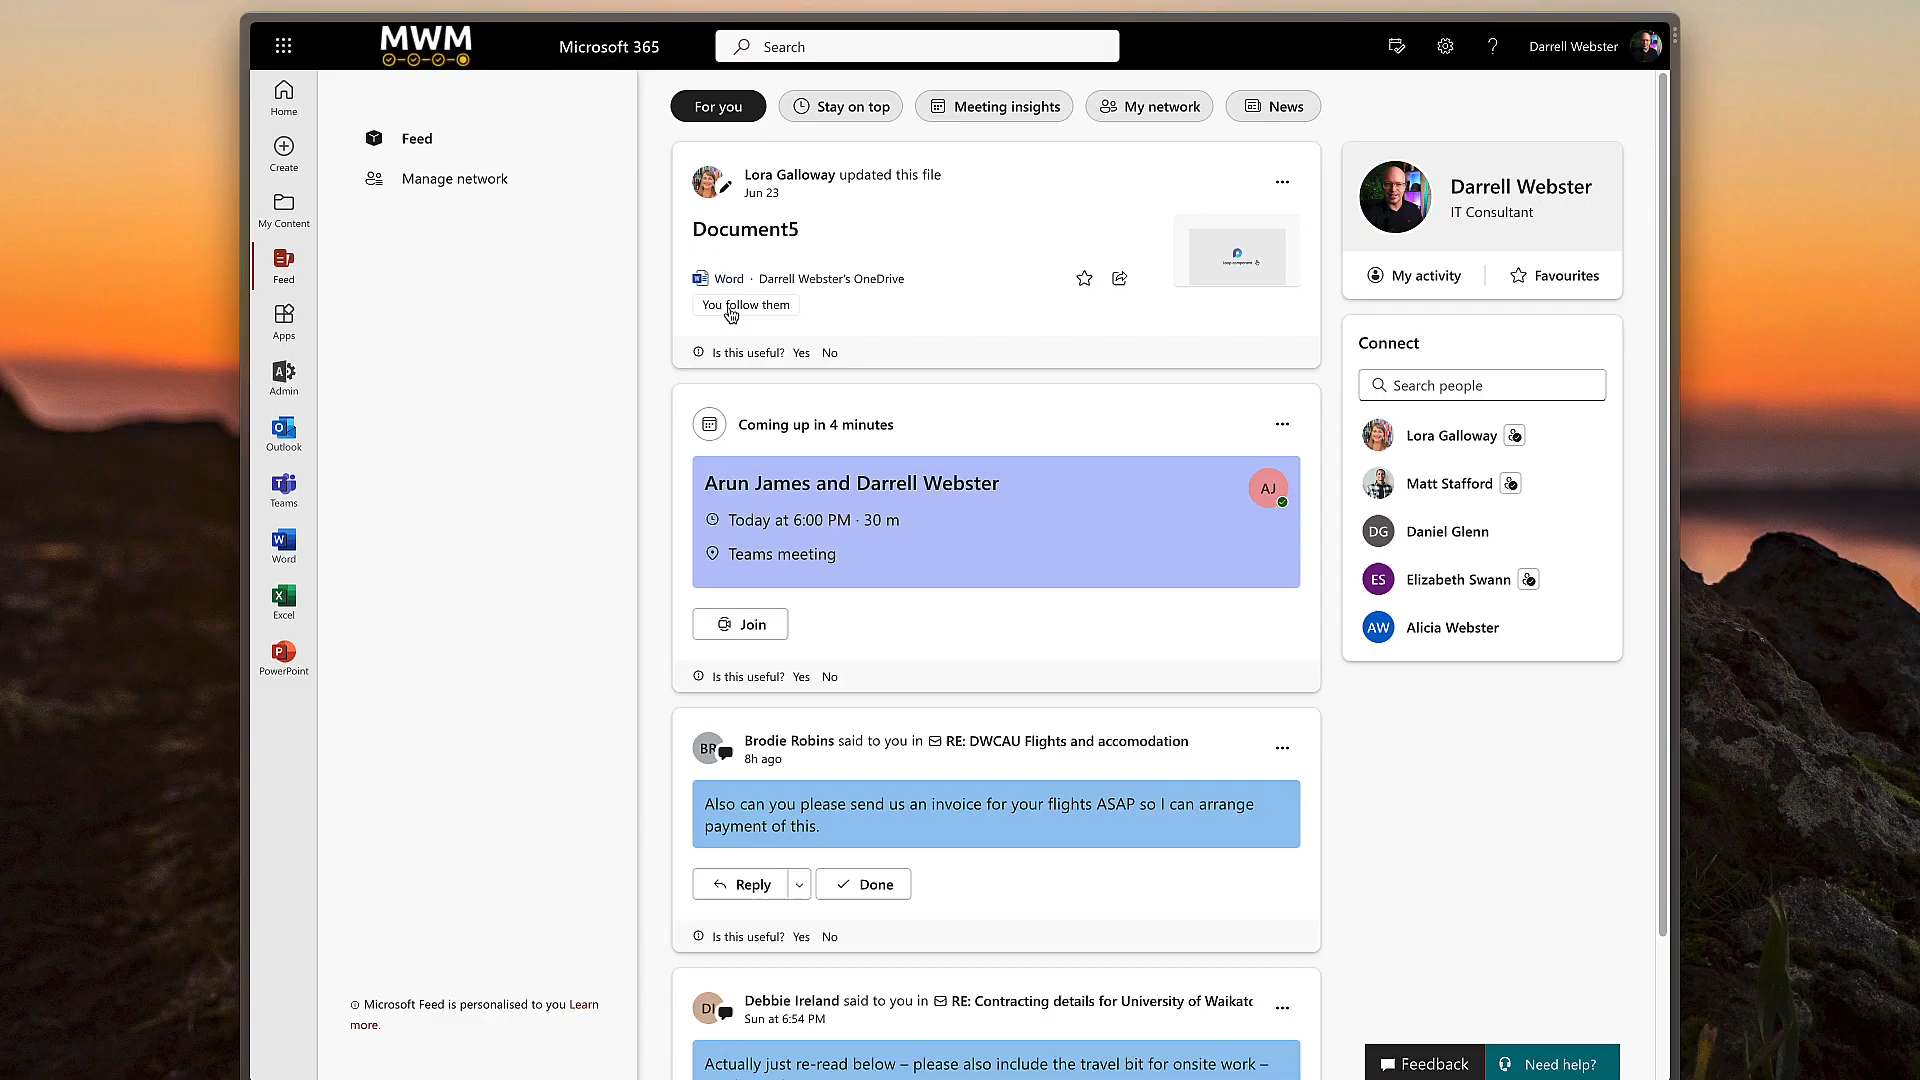 MWM
Microsoft 365
Search
Darrell Webster
Home
Create
My Content
Feed
Apps
Admin
Outlook
Teams
Word
Excel
PowerPoint
Feed
Manage network
Microsoft Feed is personalised to you Learn
more.
For you
Stay on top
Meeting insights
My network
News
Lora Galloway updated this file
Jun 23
Document5
Word · Darrell Webster's OneDrive
You follow them
Is this useful? Yes No
Coming up in 4 minutes
Arun James and Darrell Webster
AJ
Today at 6:00 PM · 30 m
Teams meeting
Join
Is this useful? Yes No
BR
Brodie Robins said to you in RE: DWCAU Flights and accomodation
8h ago
Also can you please send us an invoice for your flights ASAP so I can arrange
payment of this.
Reply
Done
Is this useful? Yes No
DI
Debbie Ireland said to you in RE: Contracting details for University of Waikato
Sun at 6:54 PM
Actually just re-read below – please also include the travel bit for onsite work –
Darrell Webster
IT Consultant
My activity
Favourites
Connect
Search people
Lora Galloway
Matt Stafford
DG Daniel Glenn
ES Elizabeth Swann
AW Alicia Webster
Feedback
Need help?